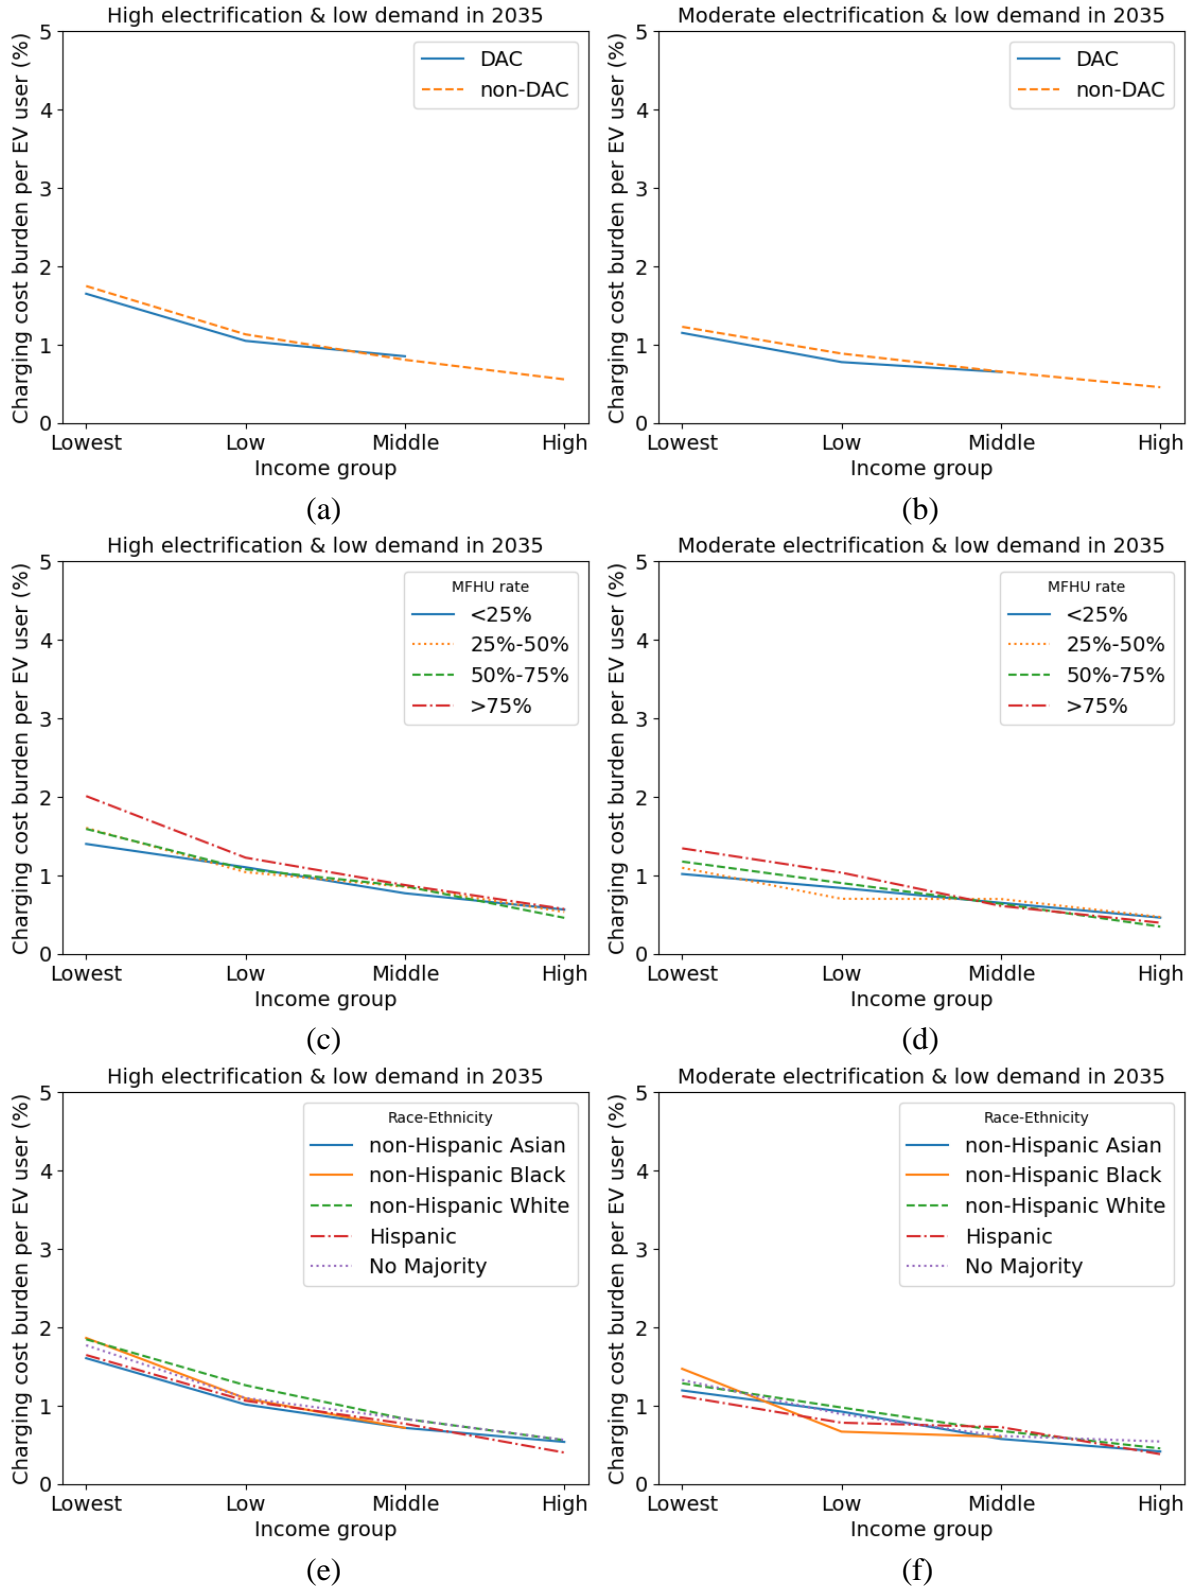 High electrification & low demand in 2035
Charging cost burden per EV user (%)
5
4
3
2
1
0
DAC
non-DAC
Lowest Low Middle High
Income group
(a)
Moderate electrification & low demand in 2035
Charging cost burden per EV user (%)
5
4
3
2
1
0
DAC
non-DAC
Lowest Low Middle High
Income group
(b)
High electrification & low demand in 2035
Charging cost burden per EV user (%)
5
4
3
2
1
0
MFHU rate
<25%
25%-50%
50%-75%
>75%
Lowest Low Middle High
Income group
(c)
Moderate electrification & low demand in 2035
Charging cost burden per EV user (%)
5
4
3
2
1
0
MFHU rate
<25%
25%-50%
50%-75%
>75%
Lowest Low Middle High
Income group
(d)
High electrification & low demand in 2035
Charging cost burden per EV user (%)
5
4
3
2
1
0
Race-Ethnicity
non-Hispanic Asian
non-Hispanic Black
non-Hispanic White
Hispanic
No Majority
Lowest Low Middle High
Income group
(e)
Moderate electrification & low demand in 2035
Charging cost burden per EV user (%)
5
4
3
2
1
0
Race-Ethnicity
non-Hispanic Asian
non-Hispanic Black
non-Hispanic White
Hispanic
No Majority
Lowest Low Middle High
Income group
(f)